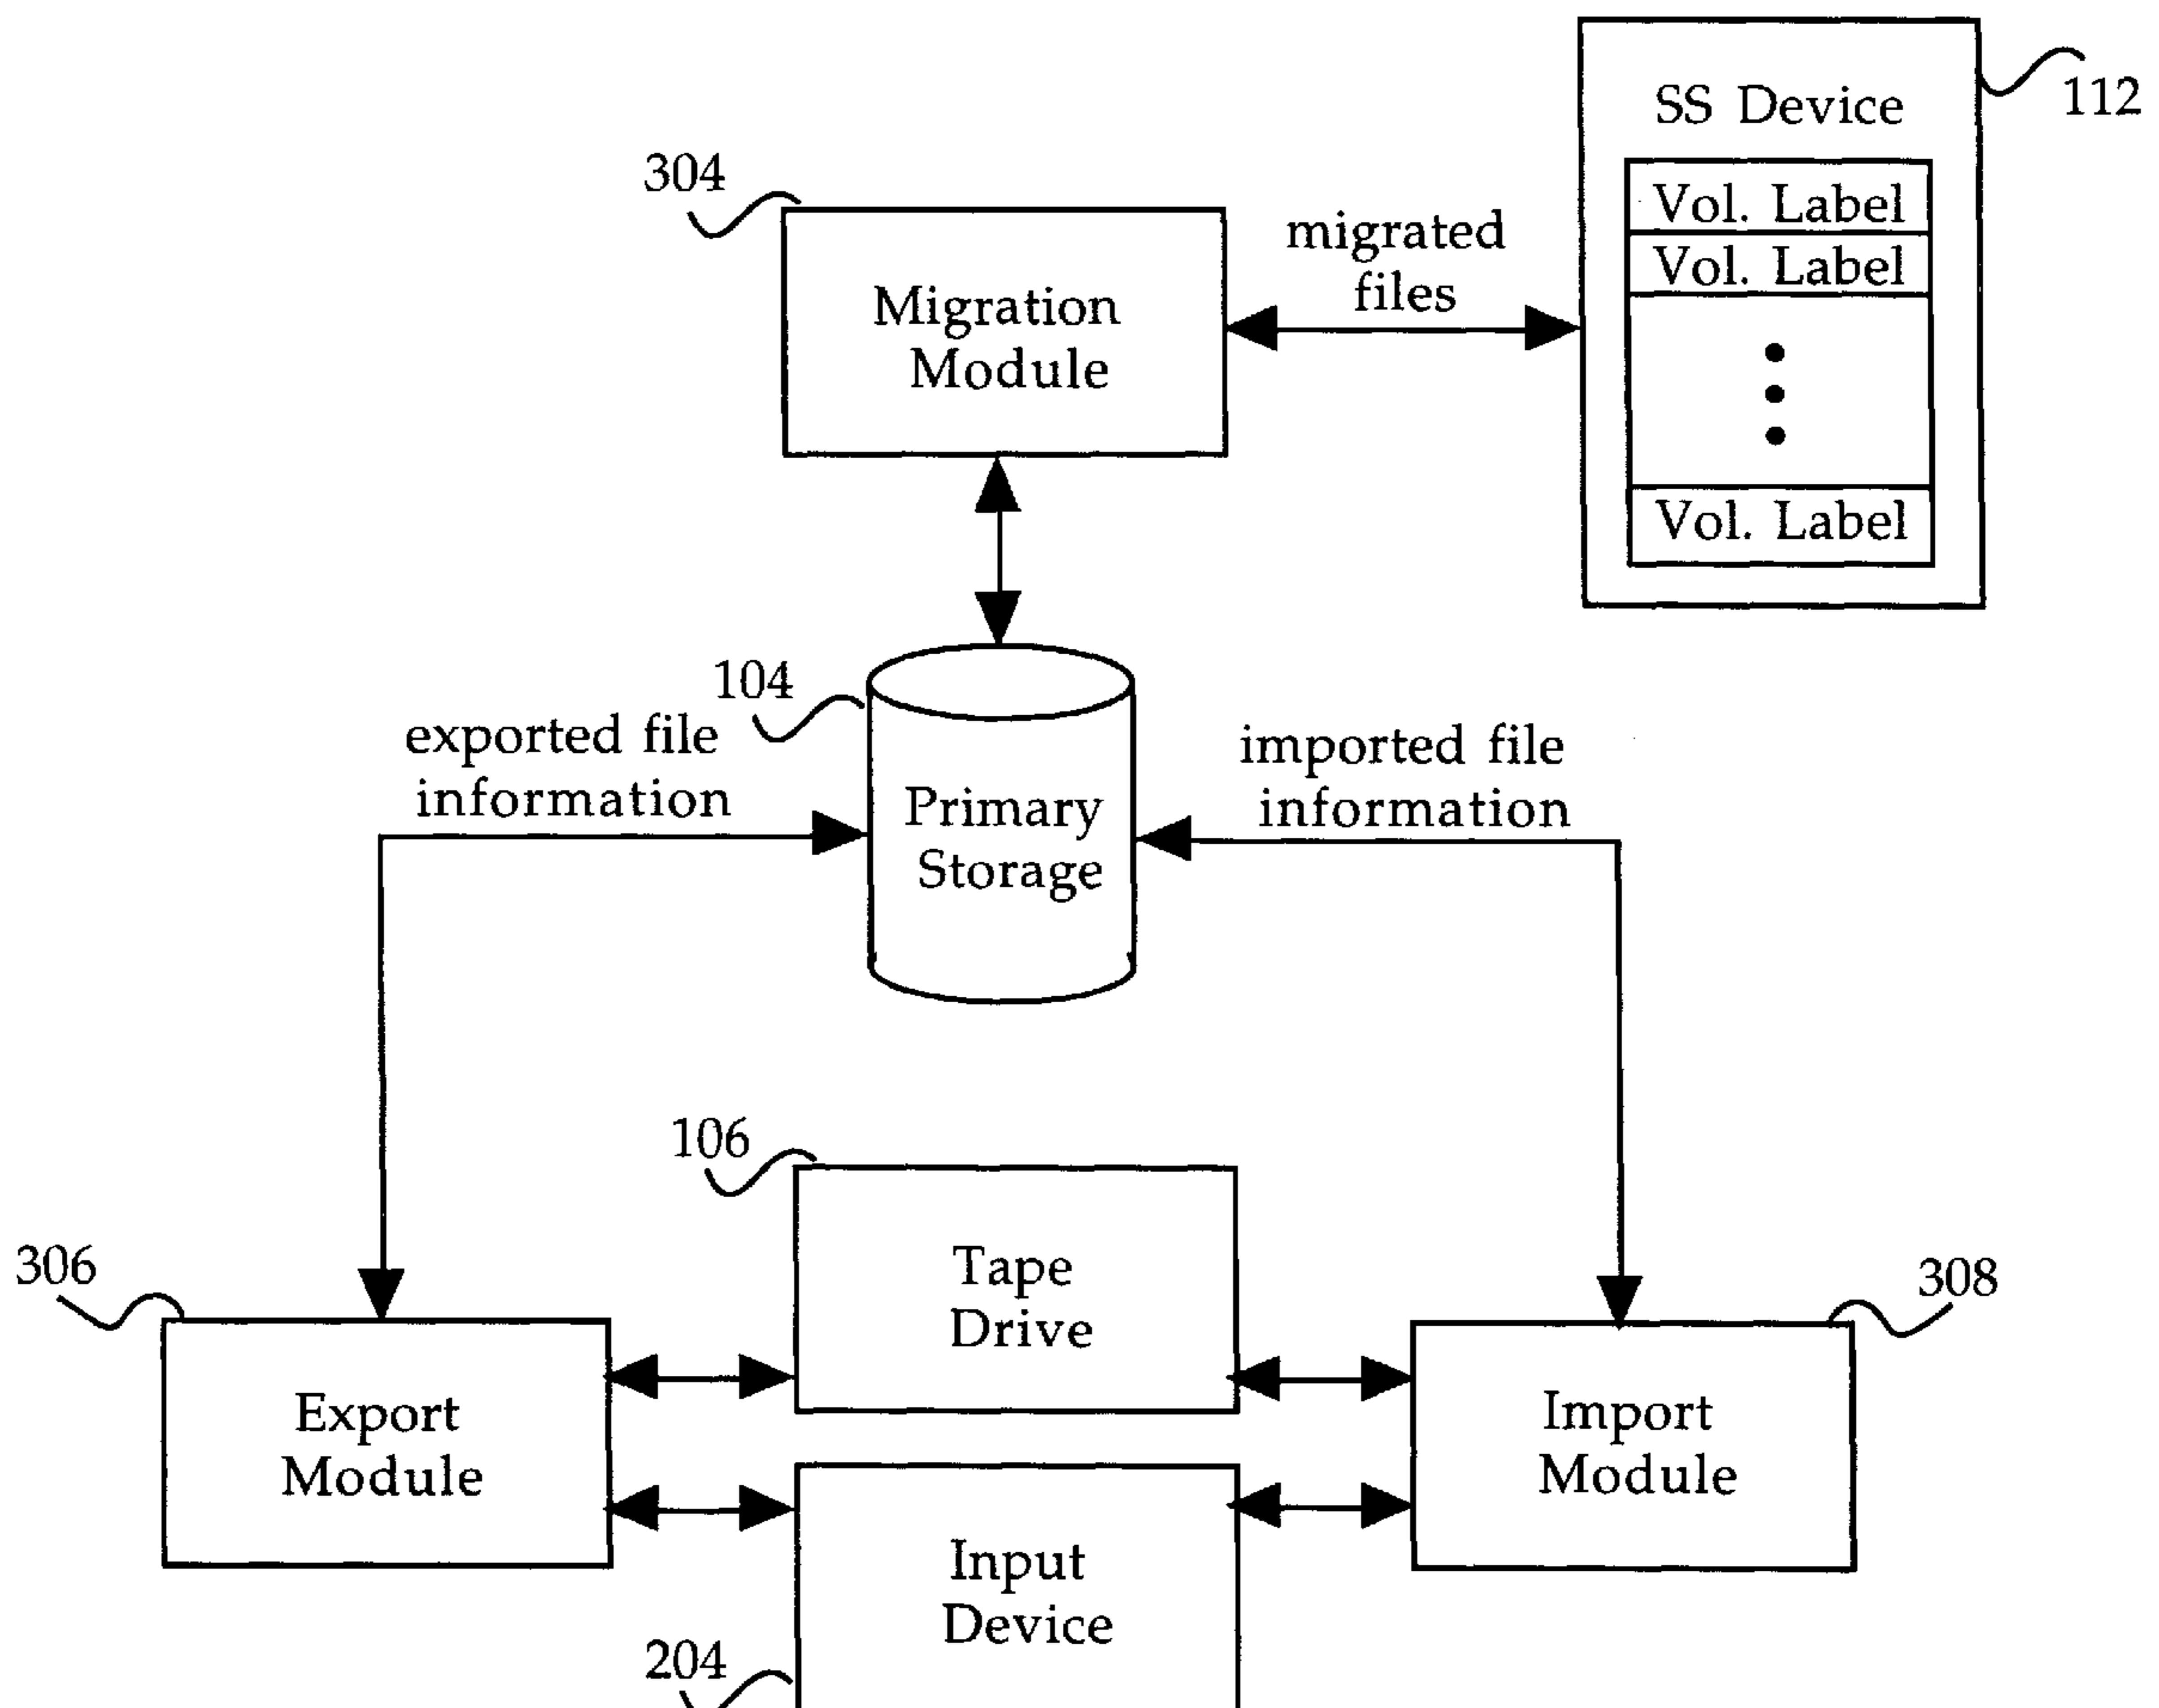 112
SS Device
Vol. Label
Vol. Label
Vol. Label
304
Migration
Module
migrated
files
104
exported file
information
Primary
Storage
imported file
information
106
Tape
Drive
306
Export
Module
308
Import
Module
Input
Device
204